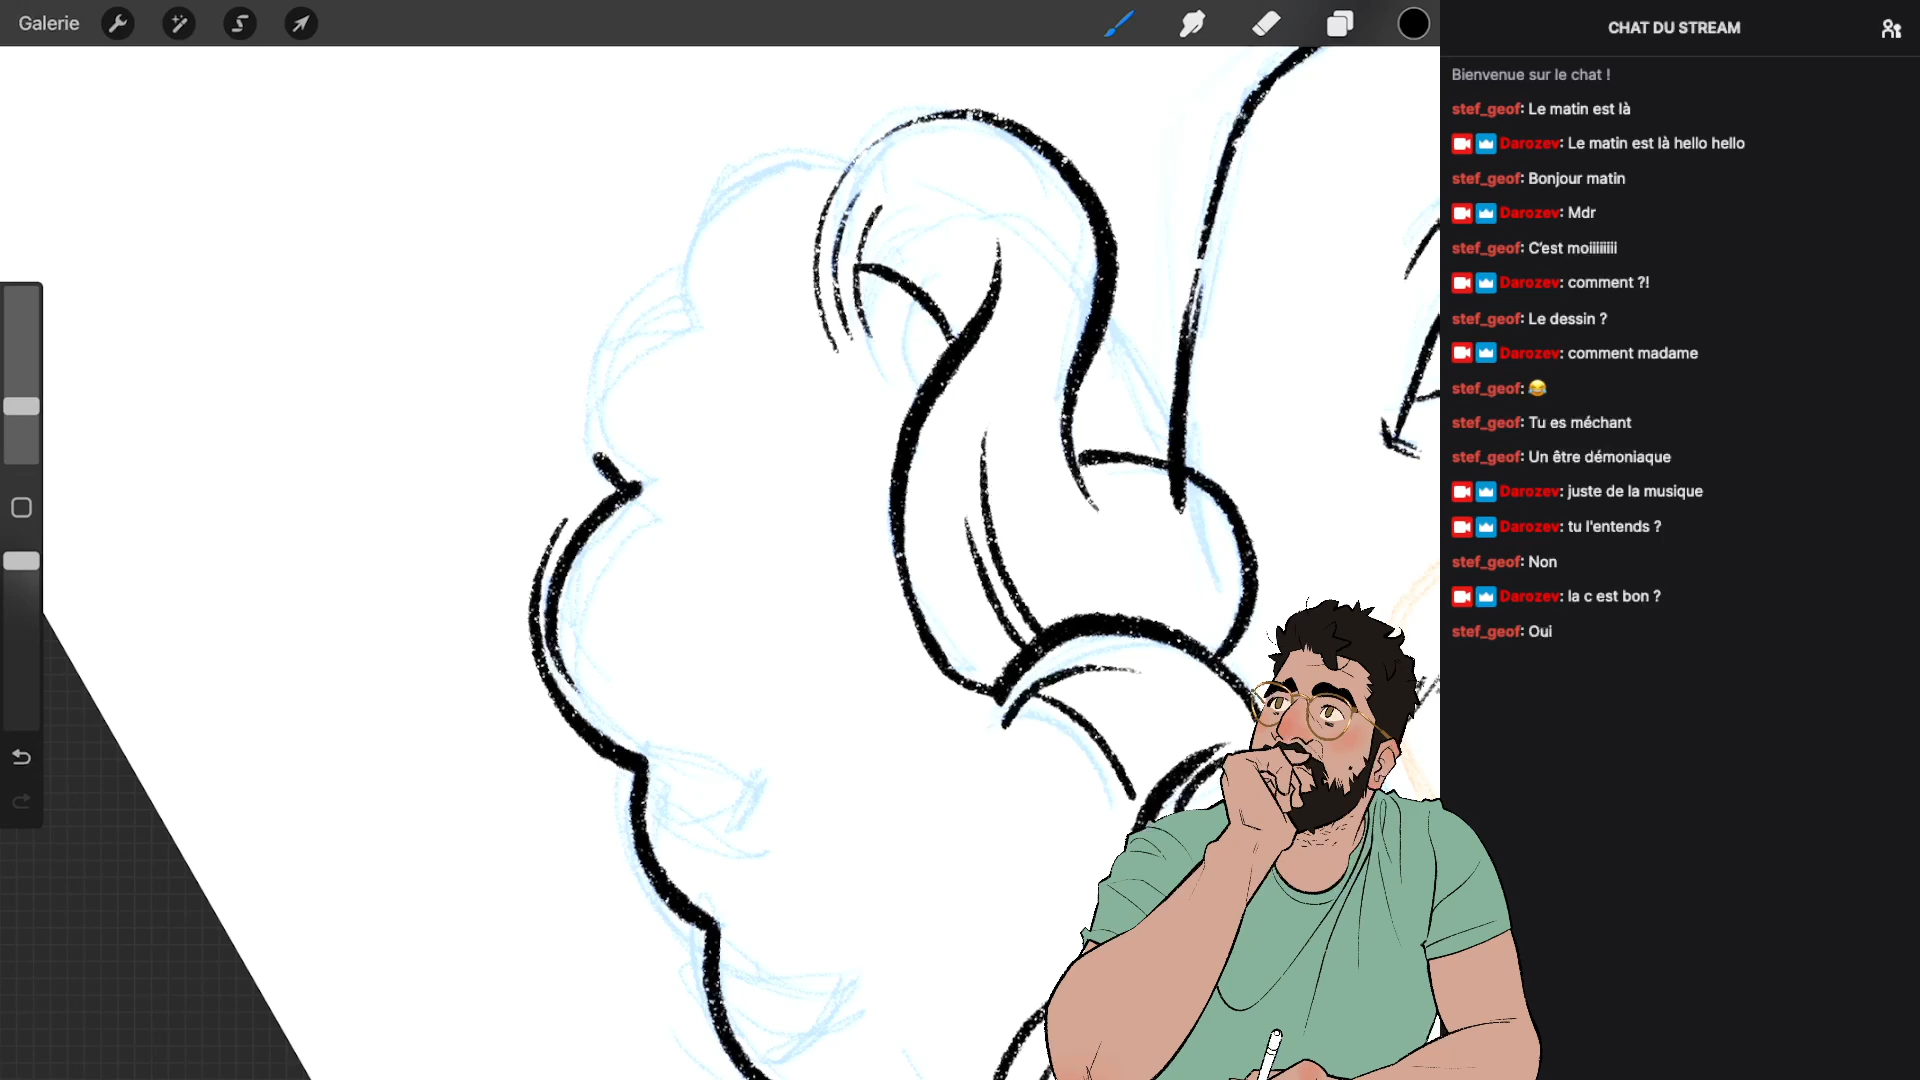 Galerie
CHAT DU STREAM
Bienvenue sur le chat !
stef_geof: Le matin est là
Darozev: Le matin est là hello hello
stef_geof: Bonjour matin
Darozev: Mdr
stef_geof: C'est moiiiiiiiii
Darozev: comment ?!
stef_geof: Le dessin ?
Darozev: comment madame
stef_geof: 😂
stef_geof: Tu es méchant
stef_geof: Un être démoniaque
Darozev: juste de la musique
Darozev: tu l'entends ?
stef_geof: Non
Darozev: la c est bon ?
stef_geof: Oui